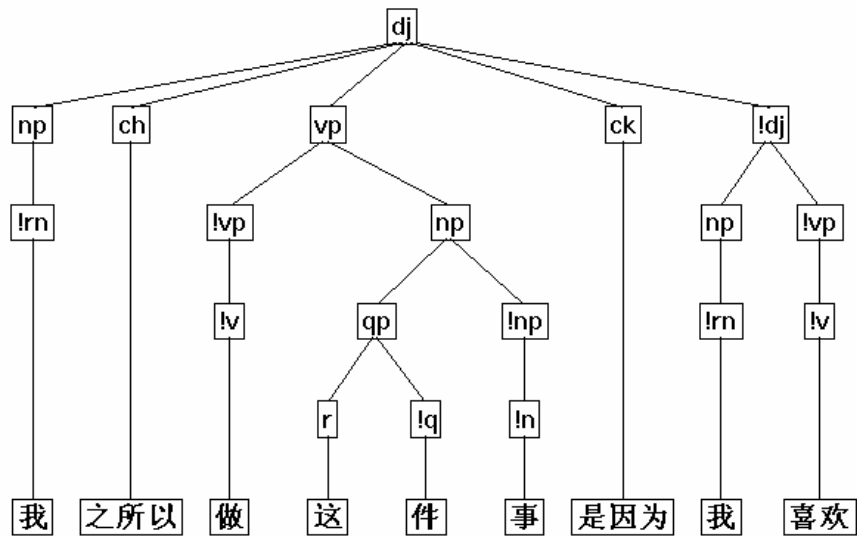 dj
np ch vp ck !dj
!rn !vp np np !vp
!v qp !np !rn !v
r !q !n
我 之所以 做 这 件 事 是因为 我 喜欢